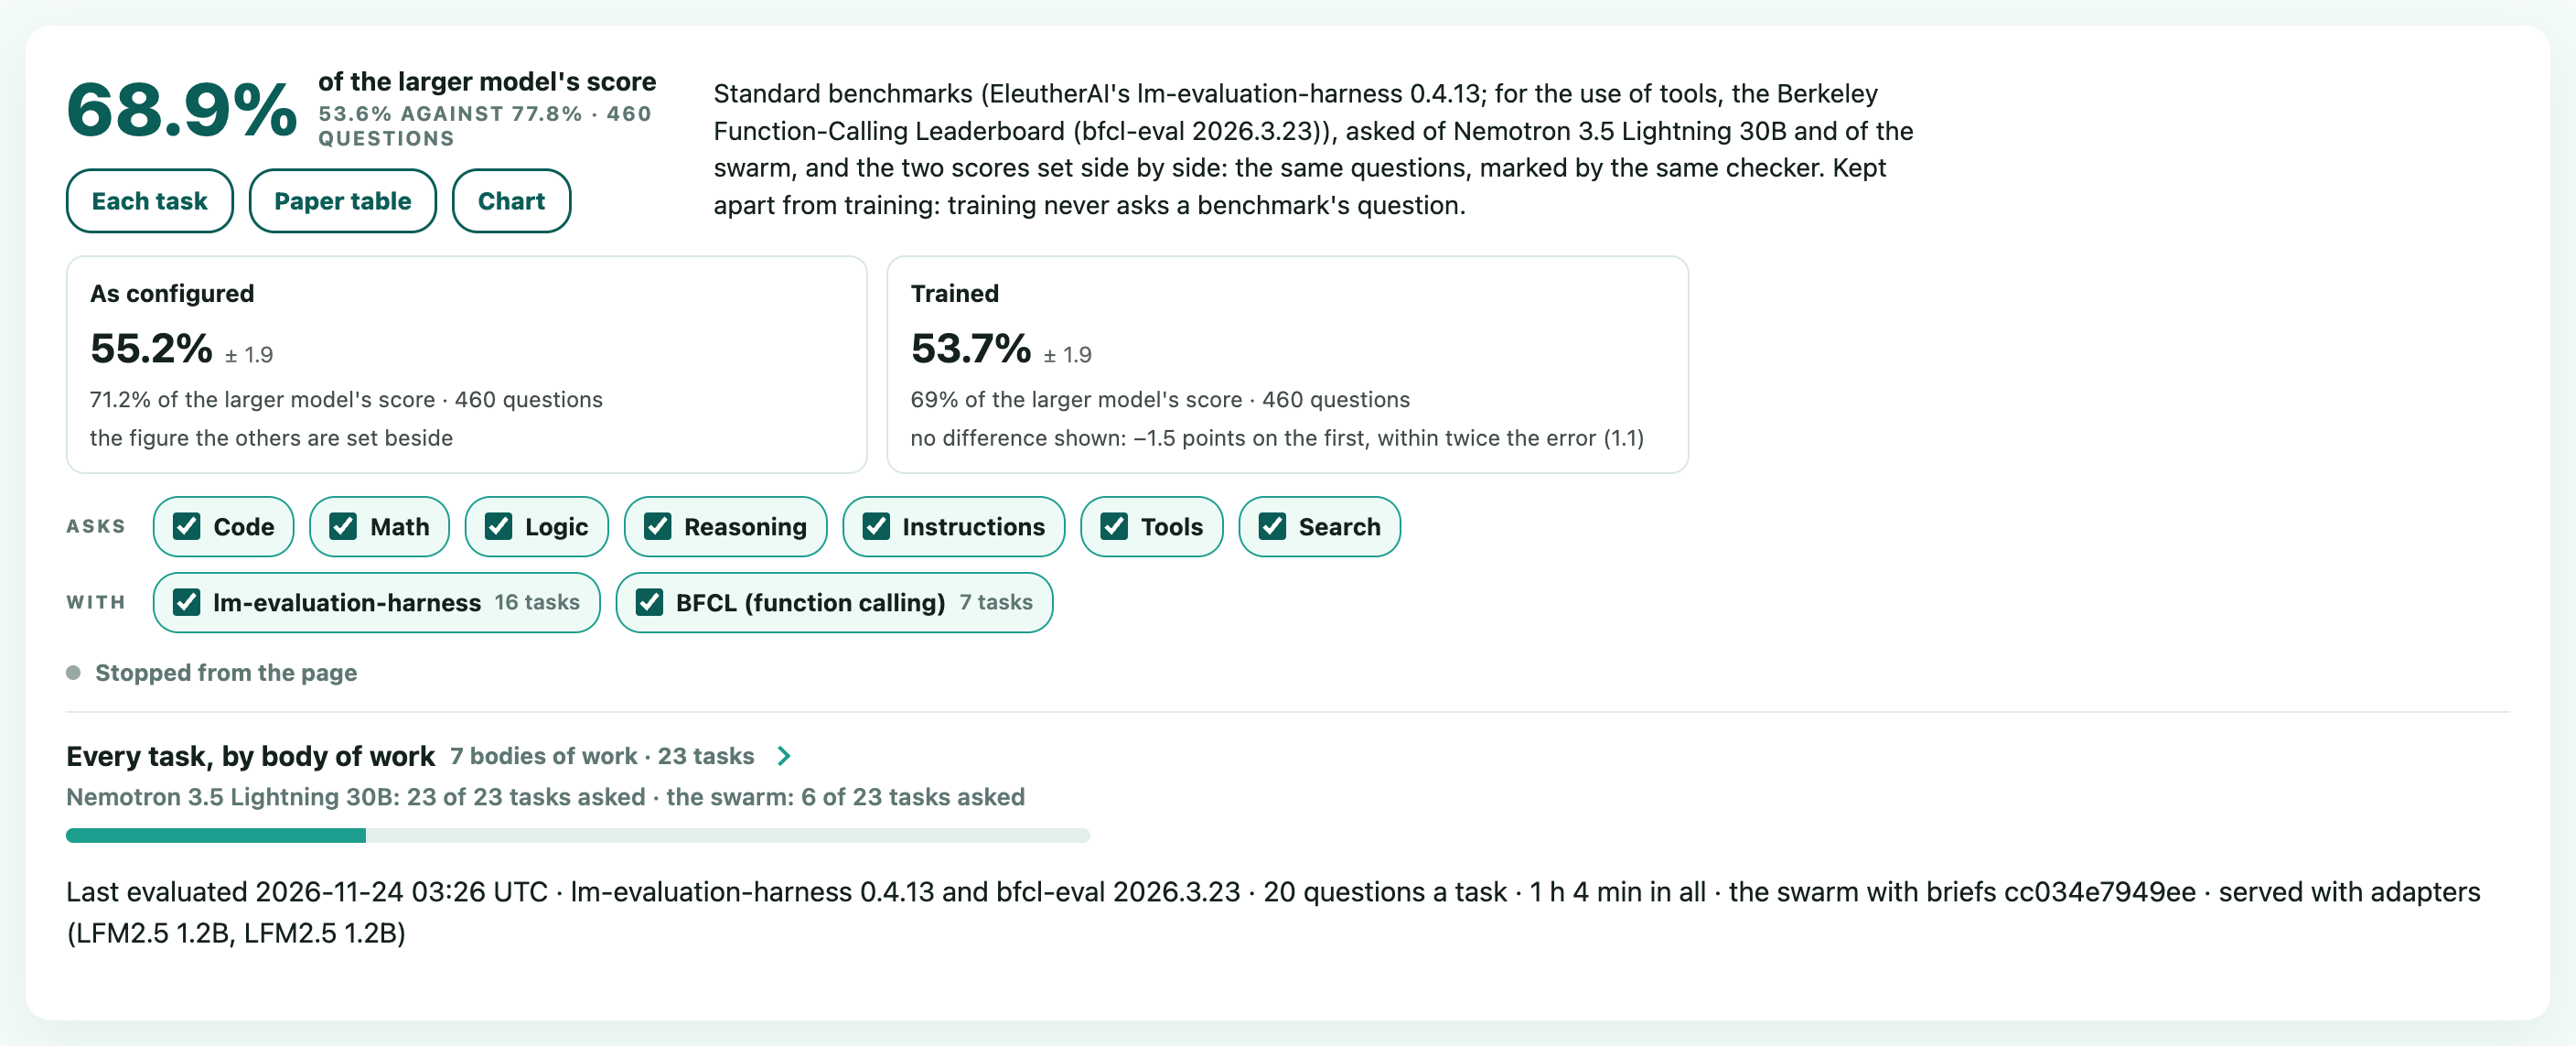 68.9%
of the larger model's score
53.6% AGAINST 77.8% · 460
QUESTIONS
Each task
Paper table
Chart
Standard benchmarks (EleutherAI's lm-evaluation-harness 0.4.13; for the use of tools, the Berkeley
Function-Calling Leaderboard (bfcl-eval 2026.3.23)), asked of Nemotron 3.5 Lightning 30B and of the
swarm, and the two scores set side by side: the same questions, marked by the same checker. Kept
apart from training: training never asks a benchmark's question.
As configured
55.2% ± 1.9
71.2% of the larger model's score · 460 questions
the figure the others are set beside
Trained
53.7% ± 1.9
69% of the larger model's score · 460 questions
no difference shown: −1.5 points on the first, within twice the error (1.1)
ASKS Code Math Logic Reasoning Instructions Tools Search
WITH lm-evaluation-harness 16 tasks BFCL (function calling) 7 tasks
Stopped from the page
Every task, by body of work 7 bodies of work · 23 tasks
Nemotron 3.5 Lightning 30B: 23 of 23 tasks asked · the swarm: 6 of 23 tasks asked
Last evaluated 2026-11-24 03:26 UTC · lm-evaluation-harness 0.4.13 and bfcl-eval 2026.3.23 · 20 questions a task · 1 h 4 min in all · the swarm with briefs cc034e7949ee · served with adapters
(LFM2.5 1.2B, LFM2.5 1.2B)